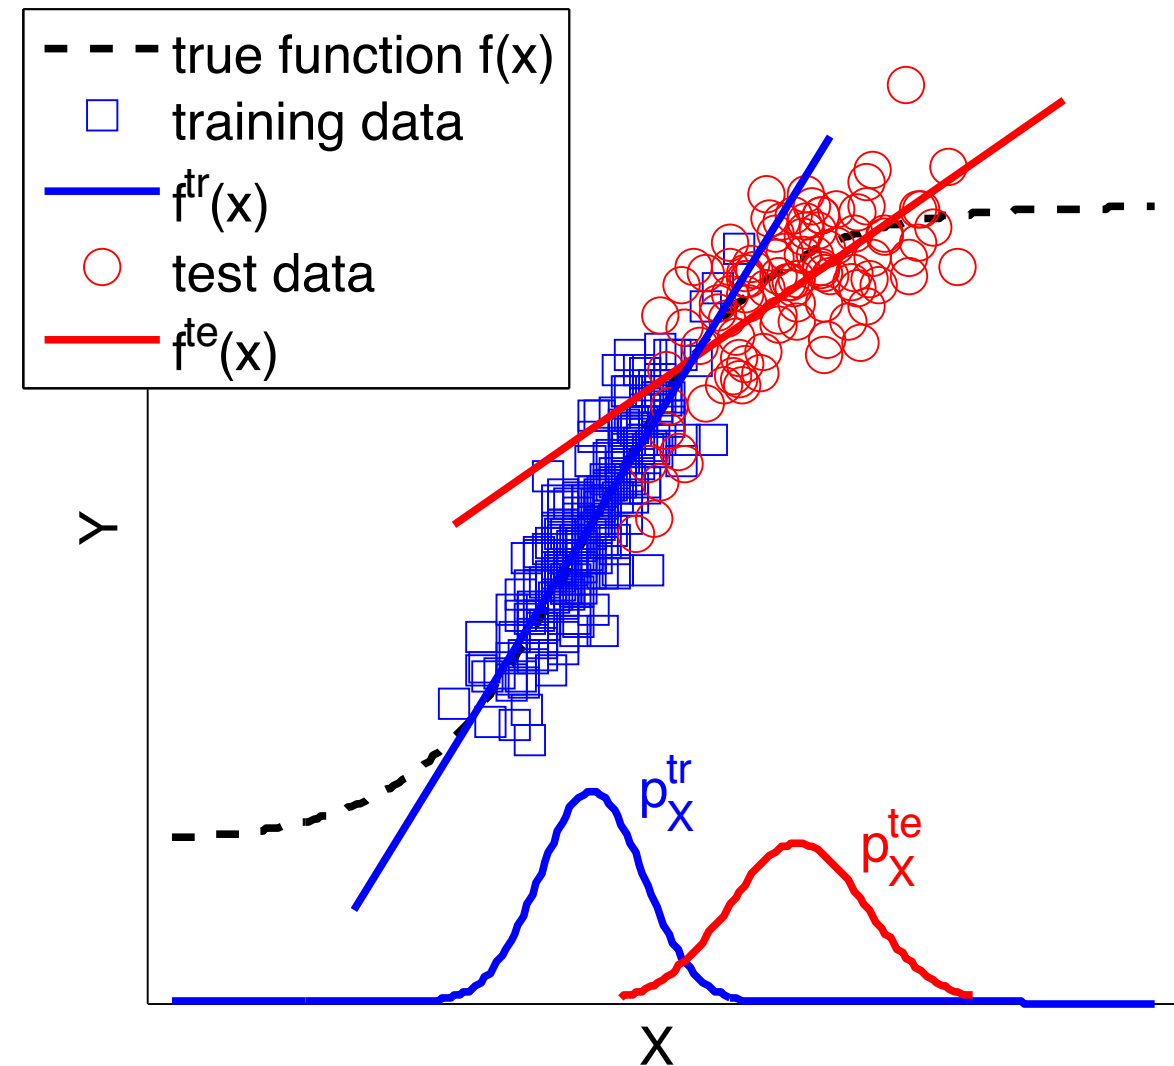 true function f(x)
training data
f^tr(x)
test data
f^te(x)
Y
p_X^tr
p_X^te
X